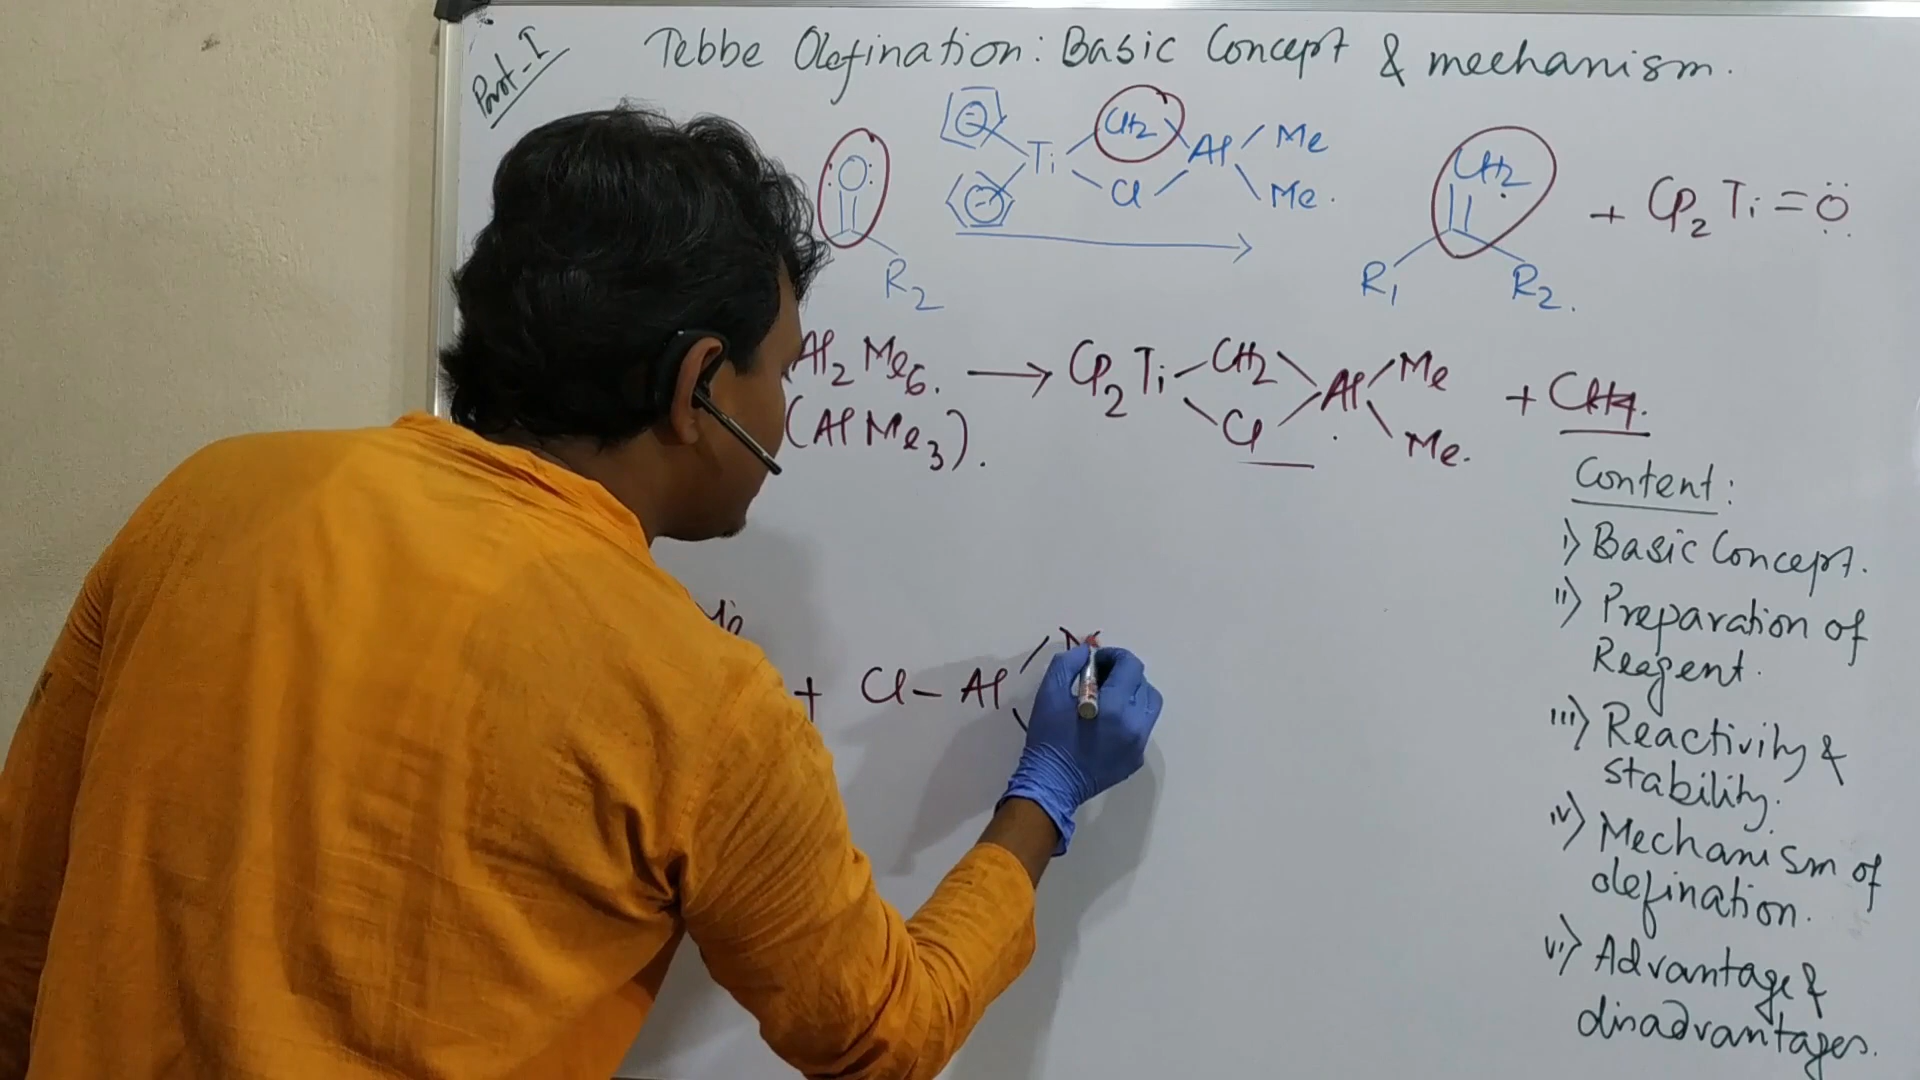 Part-I
Tebbe Olefination: Basic Concept & mechanism.
O CH2 Al Me CH2 + Cp2Ti=O
Ti Cl Me.
R2 R1 R2.
Al2Me6. → Cp2Ti CH2 Al Me + CH4.
(AlMe3). Cl Me.
Content:
i) Basic Concept.
ii) Preparation of
Reagent.
iii) Reactivity &
stability.
iv) Mechanism of
olefination.
vi) Advantage &
disadvantages.
+ Cl-Al